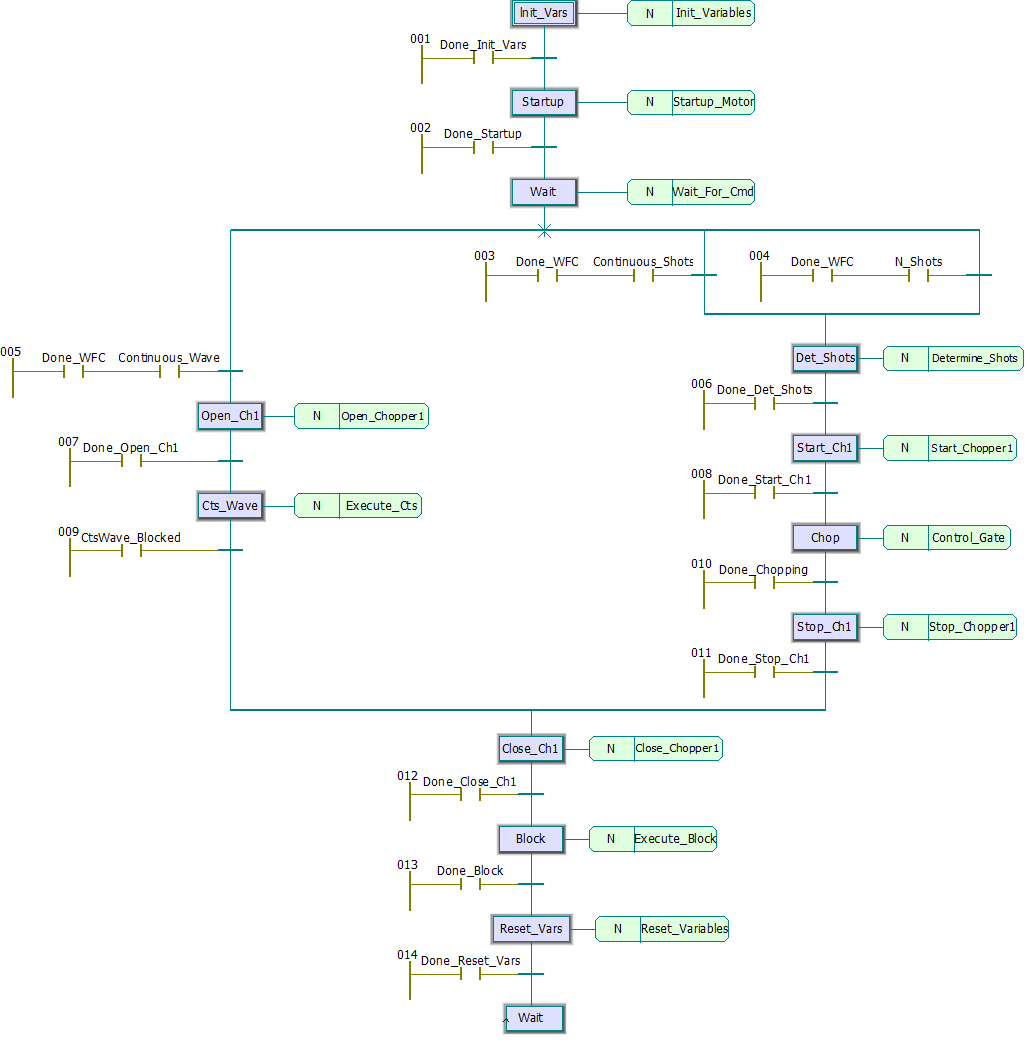 Init_Vars N Init_Variables
001 Done_Init_Vars
Startup N Startup_Motor
002 Done_Startup
Wait N Wait_For_Cmd
003 Done_WFC Continuous_Shots 004 Done_WFC N_Shots
005 Done_WFC Continuous_Wave Det_Shots N Determine_Shots
006 Done_Det_Shots
Open_Ch1 N Open_Chopper1
007 Done_Open_Ch1 Start_Ch1 N Start_Chopper1
008 Done_Start_Ch1
Cts_Wave N Execute_Cts
009 CtsWave_Blocked Chop N Control_Gate
010 Done_Chopping
Stop_Ch1 N Stop_Chopper1
011 Done_Stop_Ch1
Close_Ch1 N Close_Chopper1
012 Done_Close_Ch1
Block N Execute_Block
013 Done_Block
Reset_Vars N Reset_Variables
014 Done_Reset_Vars
Wait